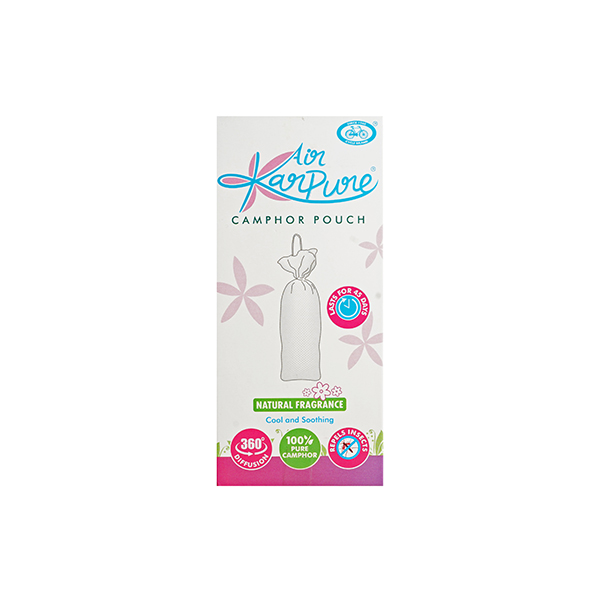 Air
KarPure®
CAMPHOR POUCH
LASTS FOR 45 DAYS
NATURAL FRAGRANCE
Cool and Soothing
360°
DIFFUSION
100%
PURE
CAMPHOR
REPELS INSECTS